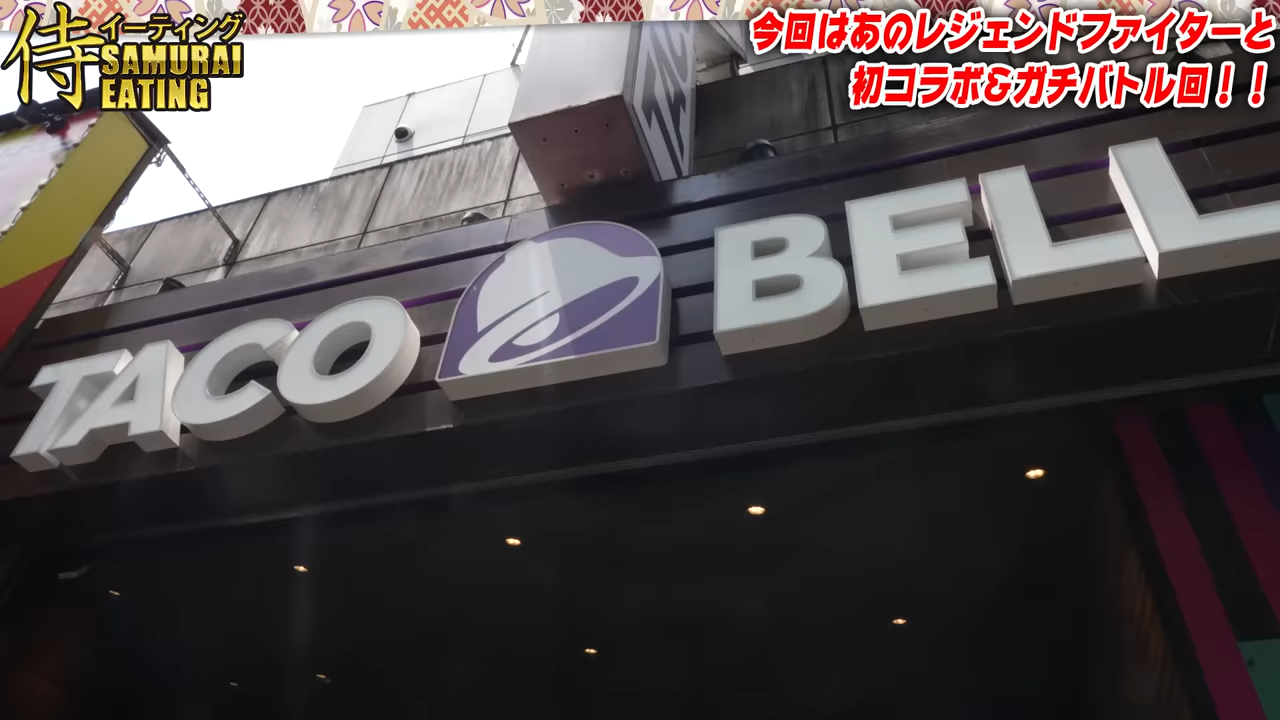 侍イーティング
SAMURAI
EATING
今回はあのレジェンドファイターと
初コラボ&ガチバトル回！！
TACO BELL
TACO